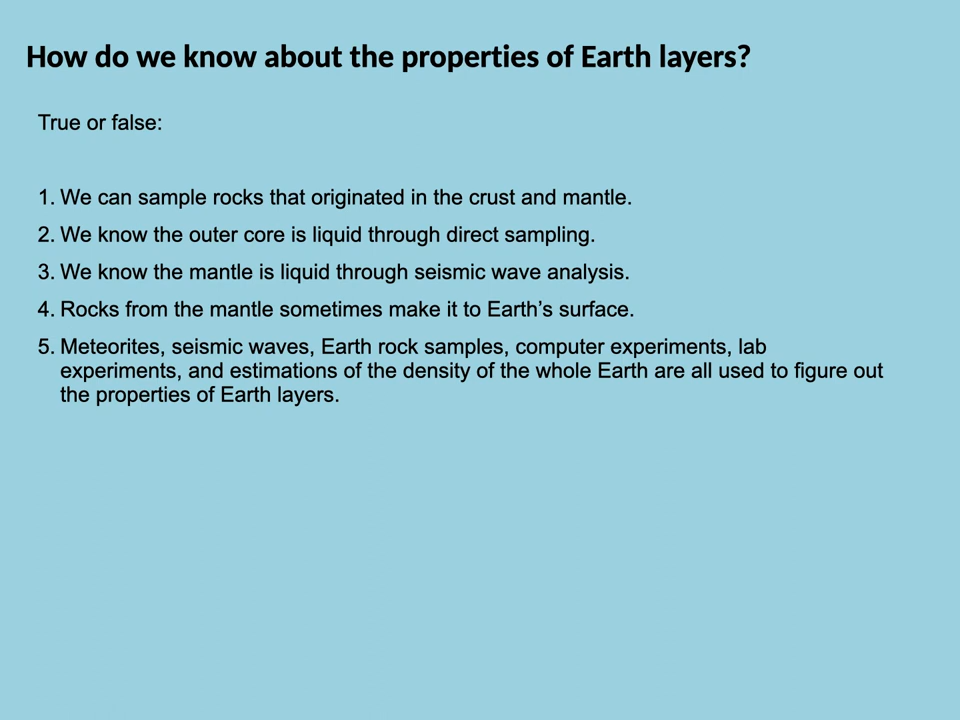 How do we know about the properties of Earth layers?
True or false:
1. We can sample rocks that originated in the crust and mantle.
2. We know the outer core is liquid through direct sampling.
3. We know the mantle is liquid through seismic wave analysis.
4. Rocks from the mantle sometimes make it to Earth’s surface.
5. Meteorites, seismic waves, Earth rock samples, computer experiments, lab
experiments, and estimations of the density of the whole Earth are all used to figure out
the properties of Earth layers.